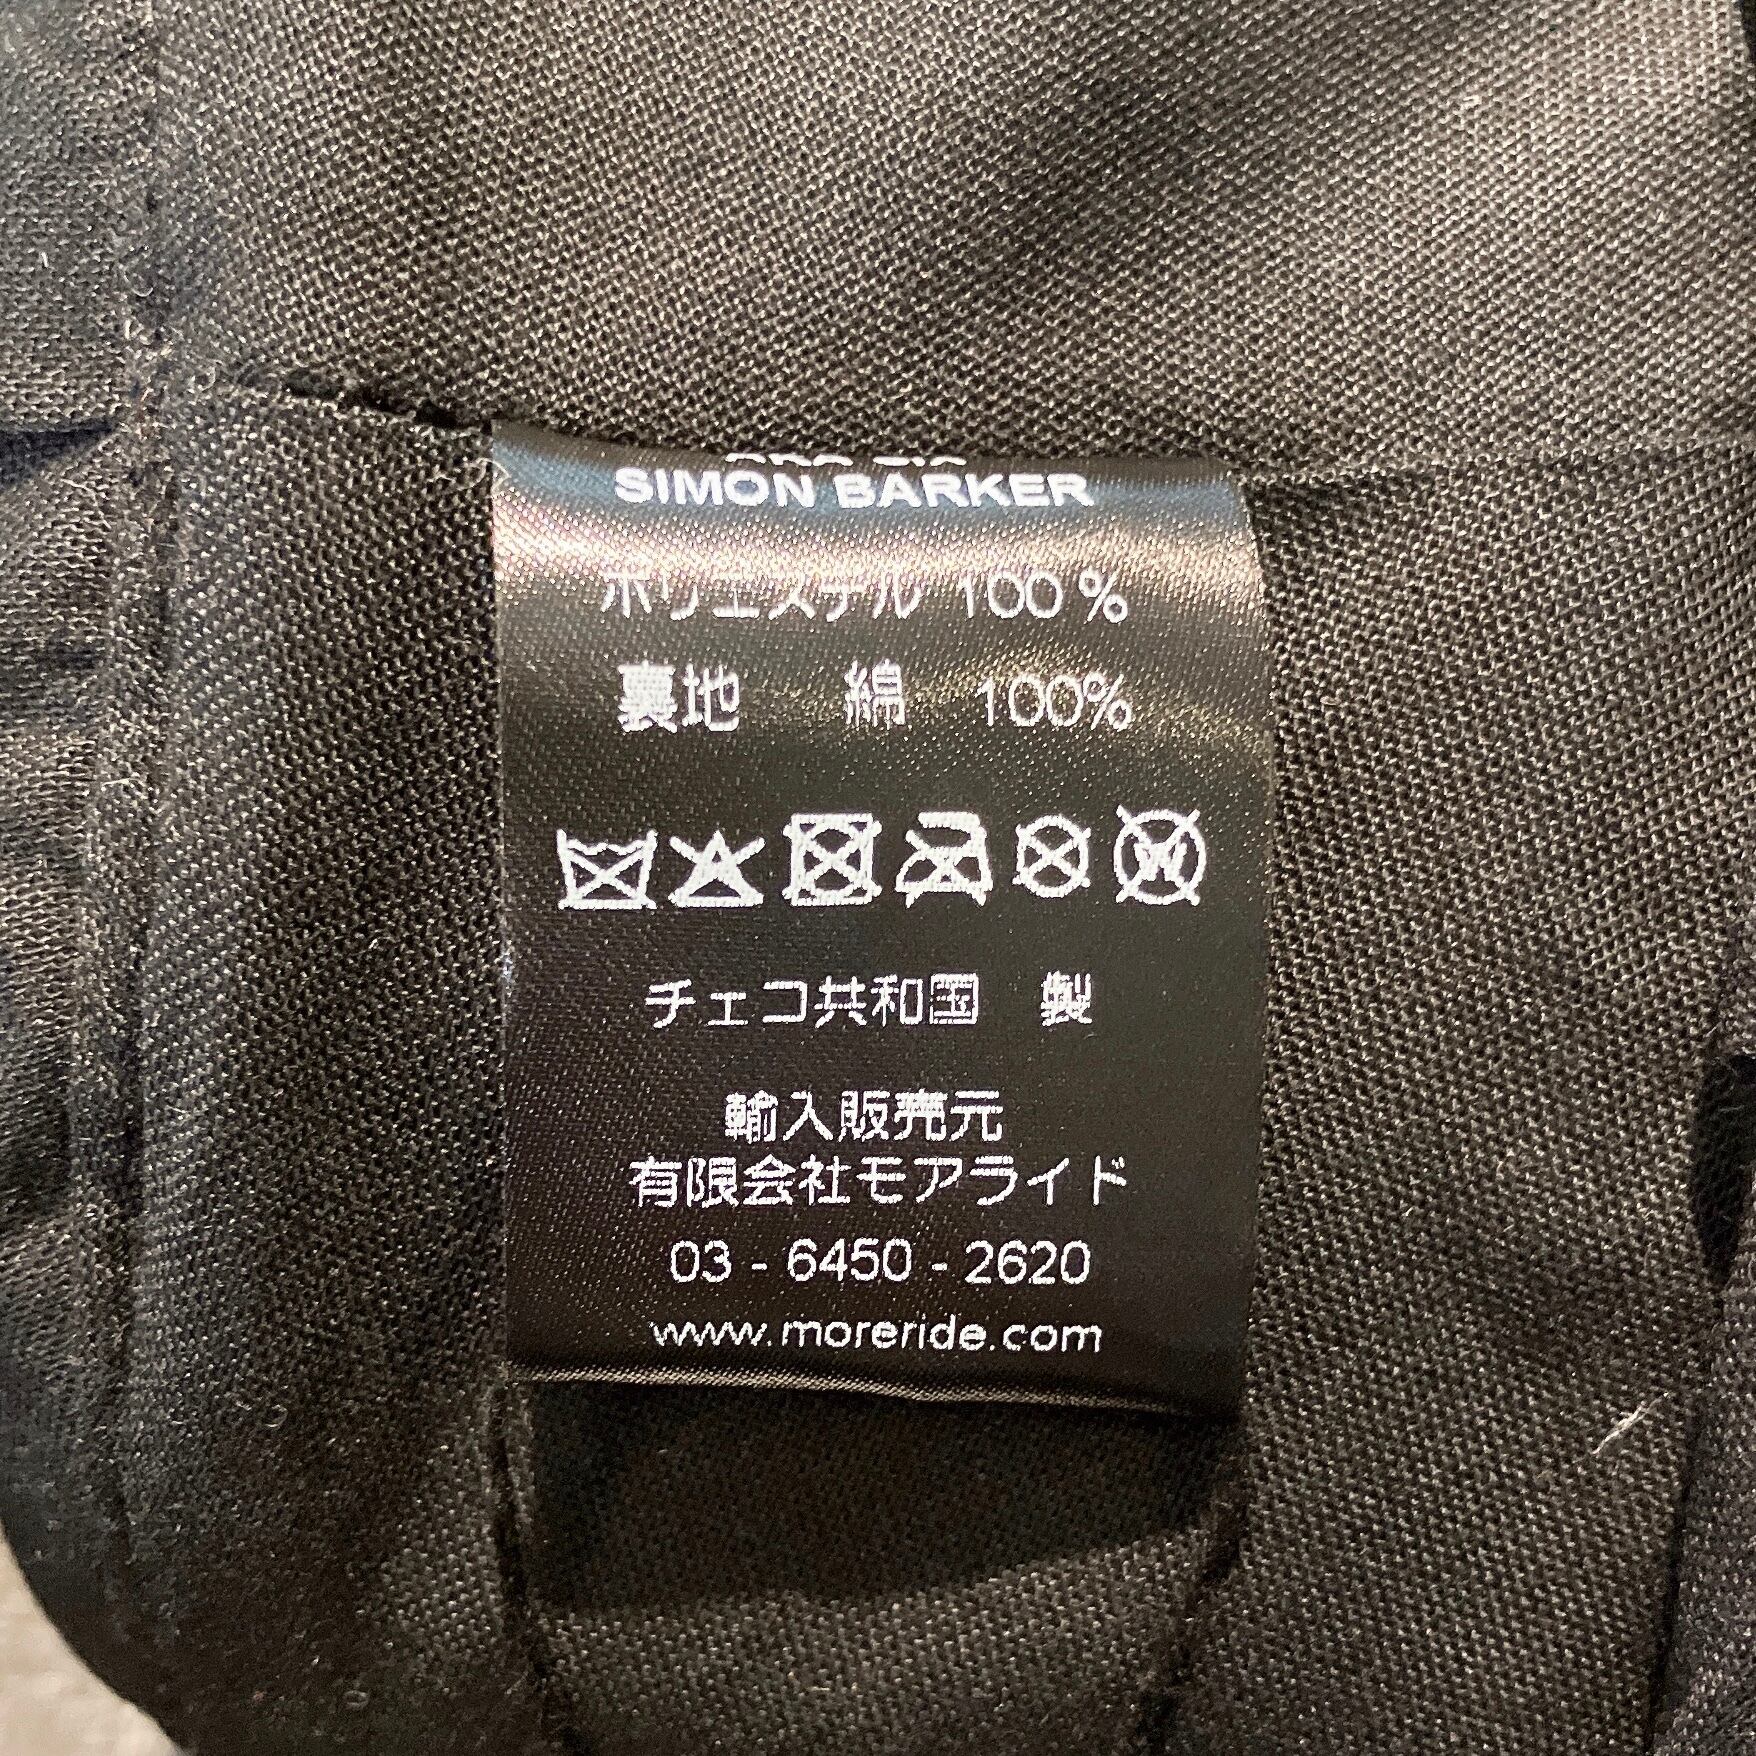 SIMON BARKER
ポリエステル 100 %
裏地 綿 100%
W
チェコ共和国 製
輸入販売元
有限会社モアライド
03 - 6450 - 2620
www.moreride.com